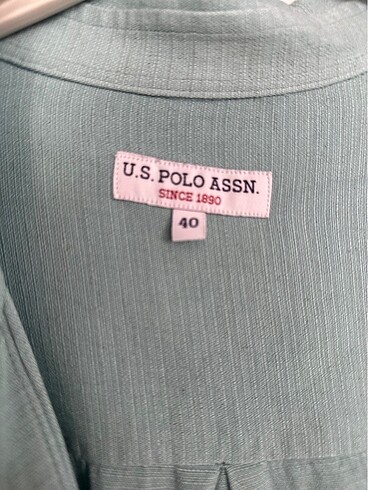 U.S. POLO ASSN.
SINCE 1890
40